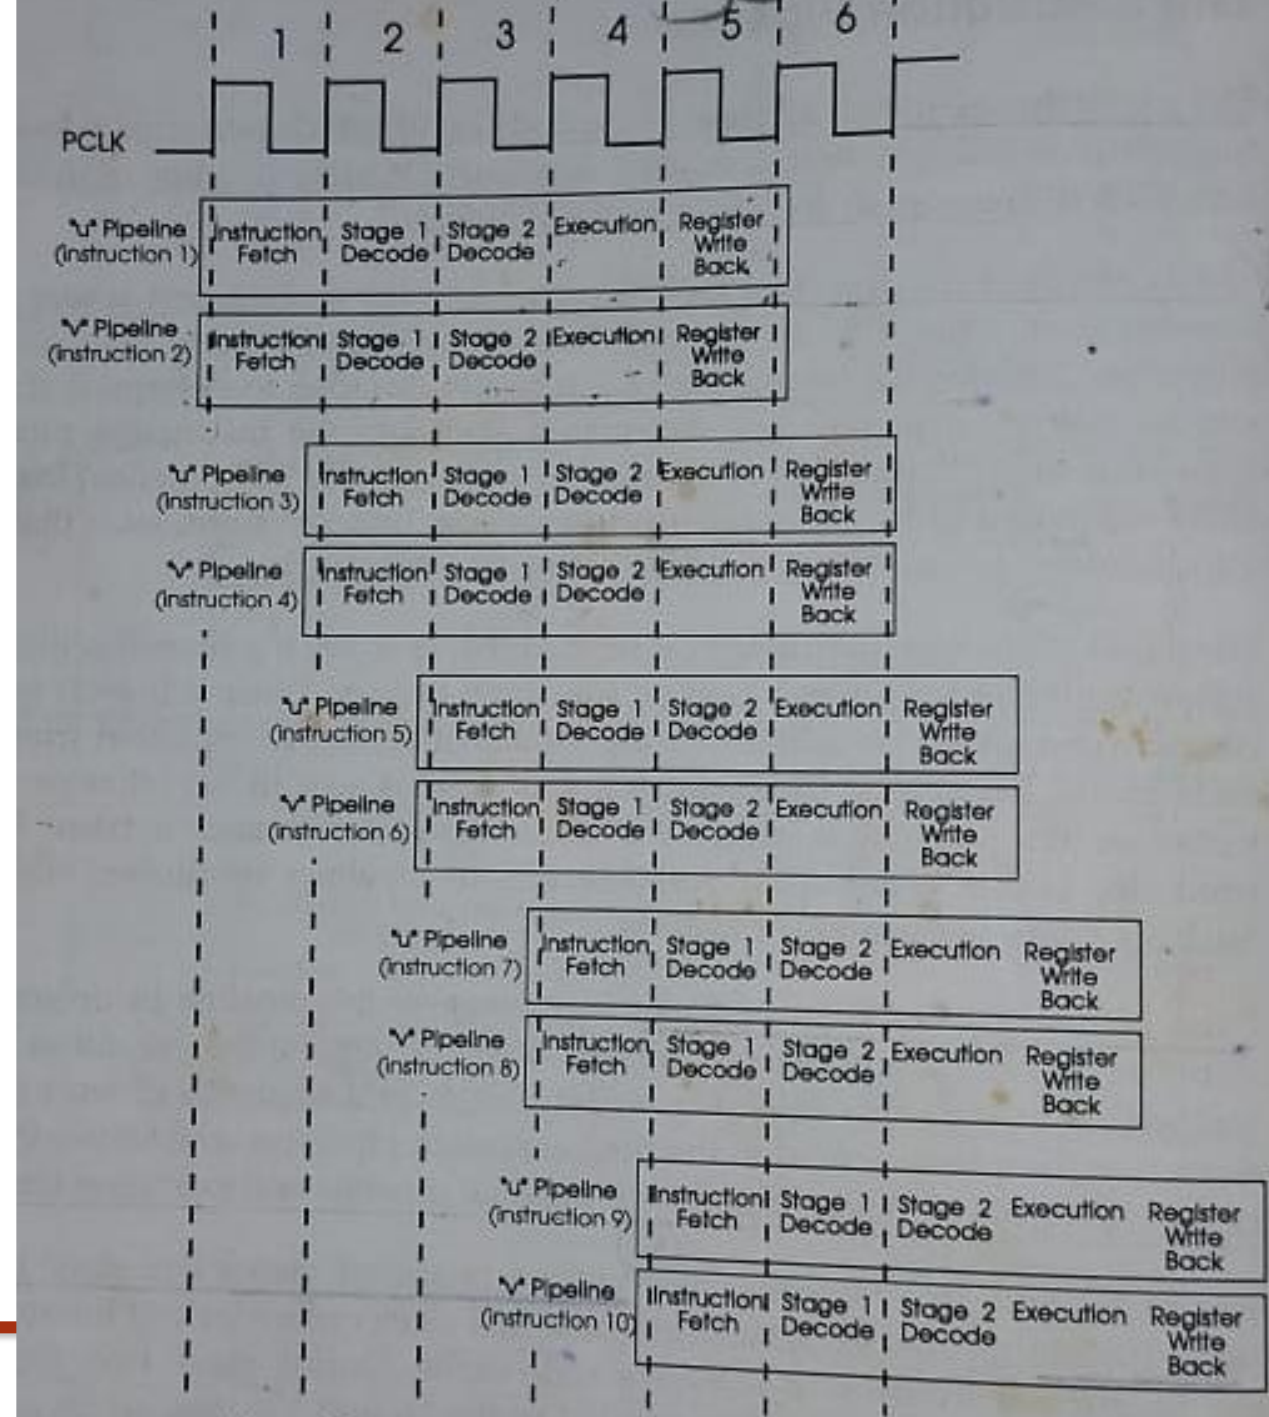 1 2 3 4 5 6
PCLK
"u" Pipeline
(instruction 1)
Instruction Fetch
Stage 1 Decode
Stage 2 Decode
Execution
Register Write Back
"v" Pipeline
(instruction 2)
Instruction Fetch
Stage 1 Decode
Stage 2 Decode
Execution
Register Write Back
"u" Pipeline
(instruction 3)
Instruction Fetch
Stage 1 Decode
Stage 2 Decode
Execution
Register Write Back
"v" Pipeline
(instruction 4)
Instruction Fetch
Stage 1 Decode
Stage 2 Decode
Execution
Register Write Back
"u" Pipeline
(instruction 5)
Instruction Fetch
Stage 1 Decode
Stage 2 Decode
Execution
Register Write Back
"v" Pipeline
(instruction 6)
Instruction Fetch
Stage 1 Decode
Stage 2 Decode
Execution
Register Write Back
"u" Pipeline
(instruction 7)
Instruction Fetch
Stage 1 Decode
Stage 2 Decode
Execution
Register Write Back
"v" Pipeline
(instruction 8)
Instruction Fetch
Stage 1 Decode
Stage 2 Decode
Execution
Register Write Back
"u" Pipeline
(instruction 9)
Instruction Fetch
Stage 1 Decode
Stage 2 Decode
Execution
Register Write Back
"v" Pipeline
(instruction 10)
Instruction Fetch
Stage 1 Decode
Stage 2 Decode
Execution
Register Write Back